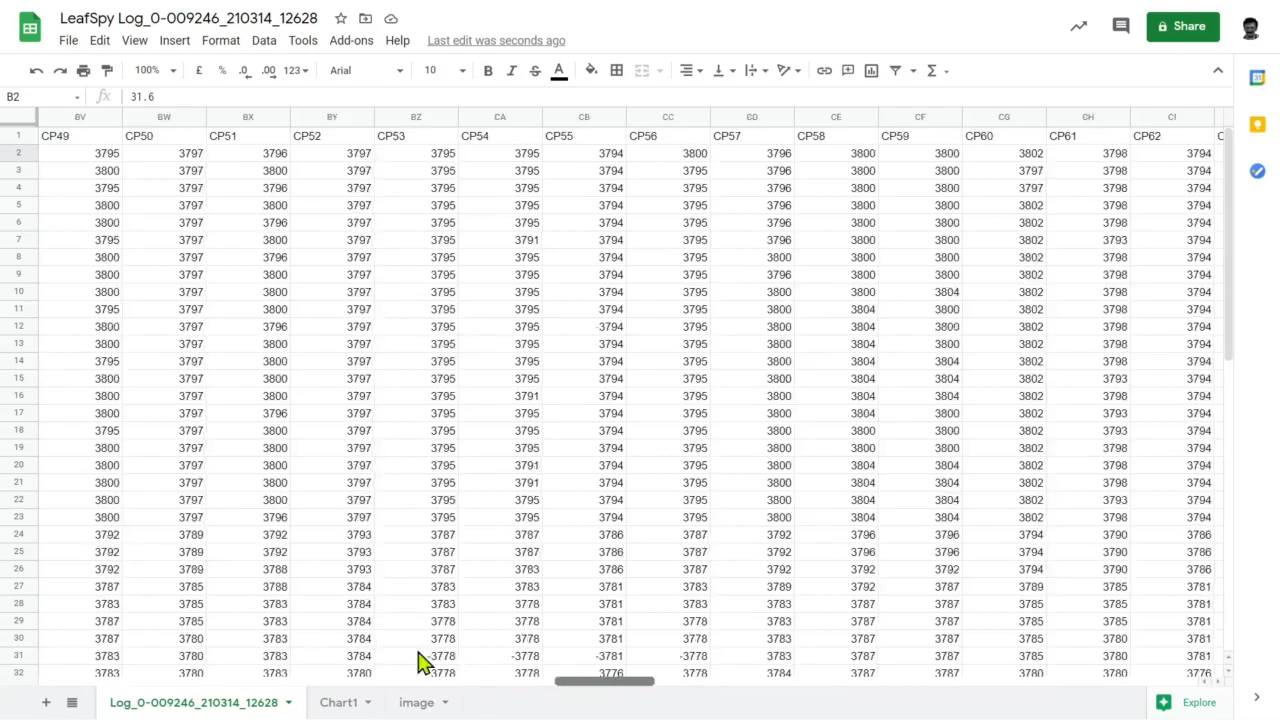 LeafSpy Log_0-009246_210314_12628
Share
File Edit View Insert Format Data Tools Add-ons Help Last edit was seconds ago
100% £ % .0 .00 123 Arial 10 B I S A Σ
B2 fx 31.6
BV BW BX BY BZ CA CB CC CD CE CF CG CH CI
1 CP49 CP50 CP51 CP52 CP53 CP54 CP55 CP56 CP57 CP58 CP59 CP60 CP61 CP62 C
2 3795 3797 3796 3797 3795 3795 3794 3800 3796 3800 3800 3802 3798 3794
3 3800 3797 3800 3797 3795 3795 3794 3795 3796 3800 3800 3797 3798 3794
4 3795 3797 3796 3797 3795 3795 3794 3795 3796 3800 3800 3797 3798 3794
5 3800 3797 3800 3797 3795 3795 3794 3795 3796 3800 3800 3802 3798 3794
6 3800 3797 3796 3797 3795 3795 3794 3795 3796 3800 3800 3802 3798 3794
7 3795 3797 3800 3797 3795 3791 3794 3795 3796 3800 3800 3802 3793 3794
8 3800 3797 3796 3797 3795 3795 3794 3795 3800 3800 3800 3802 3798 3794
9 3800 3797 3800 3797 3795 3795 3794 3795 3796 3800 3800 3802 3798 3794
10 3800 3797 3800 3797 3795 3795 3794 3795 3800 3800 3804 3802 3798 3794
11 3795 3797 3800 3797 3795 3795 3794 3795 3800 3804 3800 3802 3798 3794
12 3800 3797 3796 3797 3795 3795 -3794 3795 3800 3804 3800 3802 3798 3794
13 3800 3797 3800 3797 3795 3795 3794 3795 3800 3804 3800 3802 3798 3794
14 3795 3797 3800 3797 3795 3795 3794 3795 3800 3804 3804 3802 3798 3794
15 3800 3797 3800 3797 3795 3795 3794 3795 3800 3804 3804 3802 3793 3794
16 3800 3797 3800 3797 3795 3791 3794 3795 3800 3804 3804 3802 3798 3794
17 3800 3797 3796 3797 3795 3795 3794 3795 3800 3804 3800 3802 3793 3794
18 3795 3797 3800 3797 3795 3795 3794 3795 3800 3800 3804 3802 3793 3794
19 3800 3797 3800 3797 3795 3795 3794 3795 3800 3800 3800 3802 3798 3794
20 3800 3797 3800 3797 3795 3791 3794 3795 3800 3804 3804 3802 3798 3794
21 3800 3797 3800 3797 3795 3791 3794 3795 3800 3804 3804 3802 3798 3794
22 3800 3797 3800 3797 3795 3795 3794 3795 3800 3804 3800 3802 3793 3794
23 3800 3797 3796 3797 3795 3795 3794 3795 3800 3804 3804 3802 3798 3794
24 3792 3789 3792 3793 3787 3787 3786 3787 3792 3796 3796 3794 3790 3786
25 3792 3789 3792 3793 3787 3787 3786 3787 3792 3796 3796 3794 3790 3786
26 3792 3789 3788 3793 3787 3783 3786 3787 3792 3792 3792 3794 3790 3786
27 3787 3785 3788 3784 3783 3783 3781 3783 3789 3792 3787 3789 3785 3781
28 3783 3785 3783 3784 3783 3778 3781 3783 3783 3787 3787 3785 3785 3781
29 3787 3785 3783 3784 3778 3778 3781 3778 3783 3787 3787 3785 3785 3781
30 3787 3780 3783 3784 3778 3778 3781 3778 3783 3787 3787 3785 3780 3781
31 3783 3780 3783 3784 -3778 -3778 -3781 -3778 3783 3787 3787 3785 3780 3781
32 3783 3780 3783 3780 3778 3778 3776 3778 3784 3787 3783 3785 3780 3776
Log_0-009246_210314_12628 Chart1 image Explore